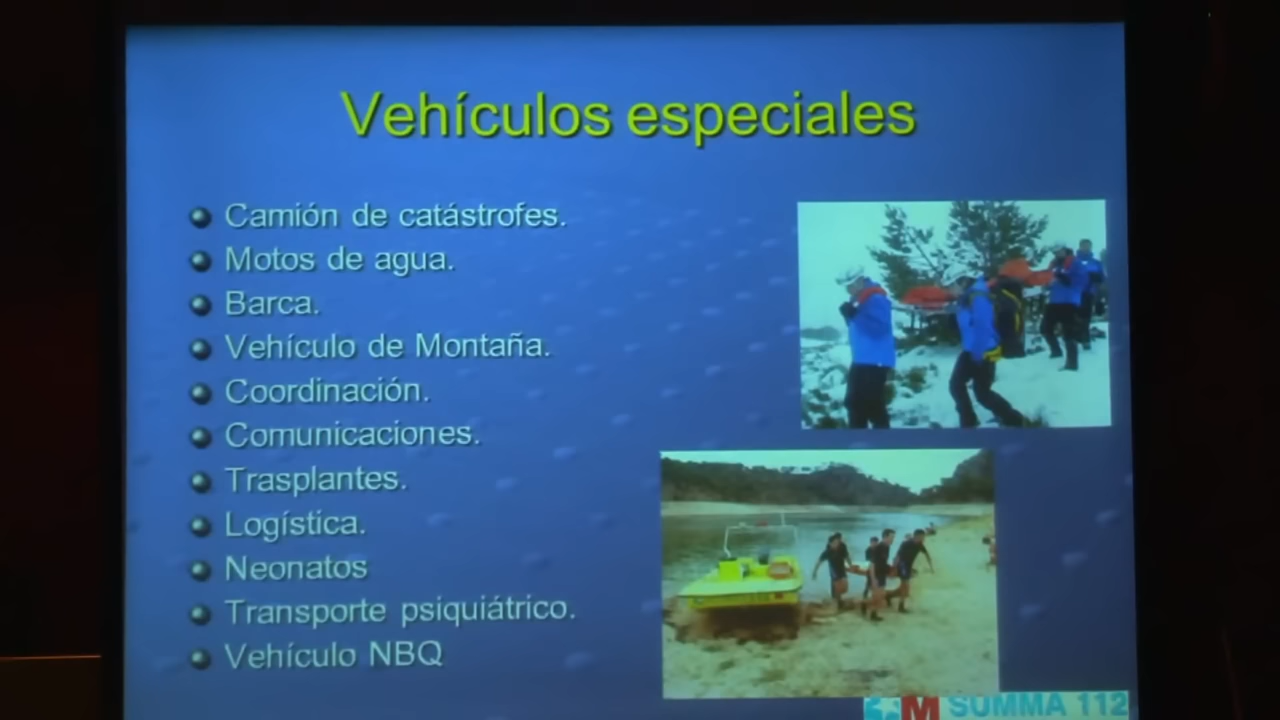 Vehículos especiales
Camión de catástrofes.
Motos de agua.
Barca.
Vehículo de Montaña.
Coordinación.
Comunicaciones.
Trasplantes.
Logística.
Neonatos
Transporte psiquiátrico.
Vehículo NBQ
M SUMMA 112